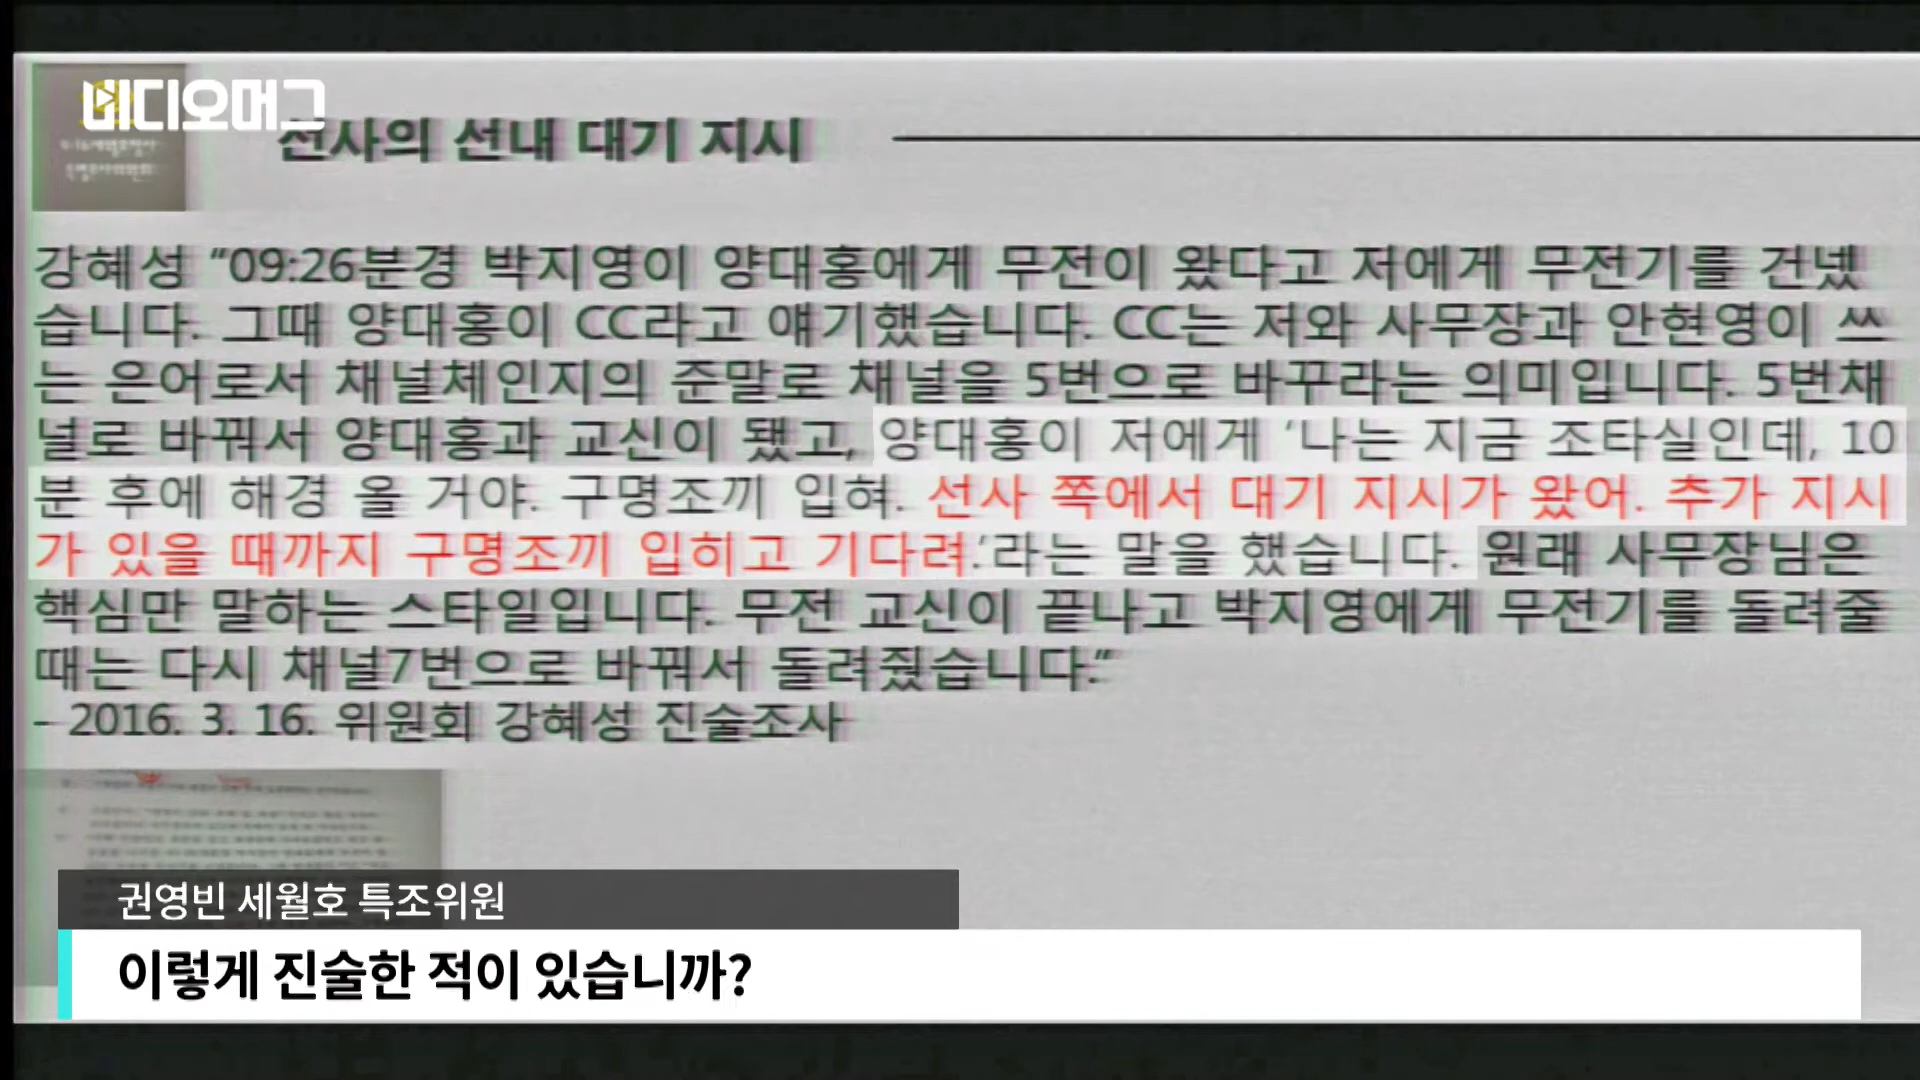 비디오머그
선사의 선내 대기 지시
강혜성 “09:26분경 박지영이 양대홍에게 무전이 왔다고 저에게 무전기를 건넸
습니다. 그때 양대홍이 CC라고 얘기했습니다. CC는 저와 사무장과 안현영이 쓰
는 은어로서 채널체인지의 준말로 채널을 5번으로 바꾸라는 의미입니다. 5번채
널로 바꿔서 양대홍과 교신이 됐고, 양대홍이 저에게 ‘나는 지금 조타실인데, 10
분 후에 해경 올 거야. 구명조끼 입혀. 선사 쪽에서 대기 지시가 왔어. 추가 지시
가 있을 때까지 구명조끼 입히고 기다려.’라는 말을 했습니다. 원래 사무장님은
핵심만 말하는 스타일입니다. 무전 교신이 끝나고 박지영에게 무전기를 돌려줄
때는 다시 채널7번으로 바꿔서 돌려줬습니다.”
- 2016. 3. 16. 위원회 강혜성 진술조사
권영빈 세월호 특조위원
이렇게 진술한 적이 있습니까?